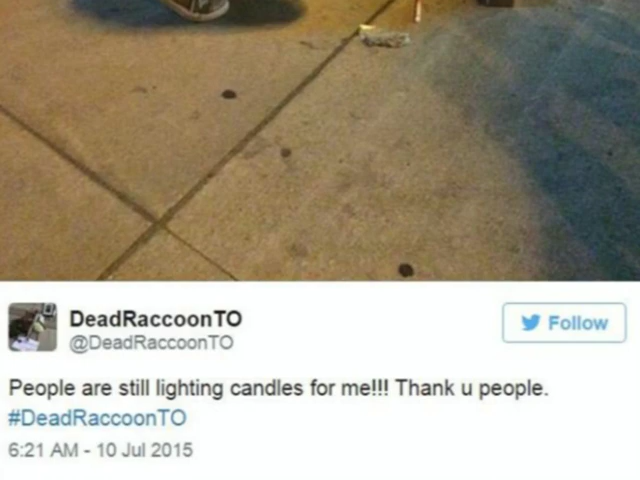 DeadRaccoonTO
@DeadRaccoonTO
Follow
People are still lighting candles for me!!! Thank u people.
#DeadRaccoonTO
6:21 AM - 10 Jul 2015